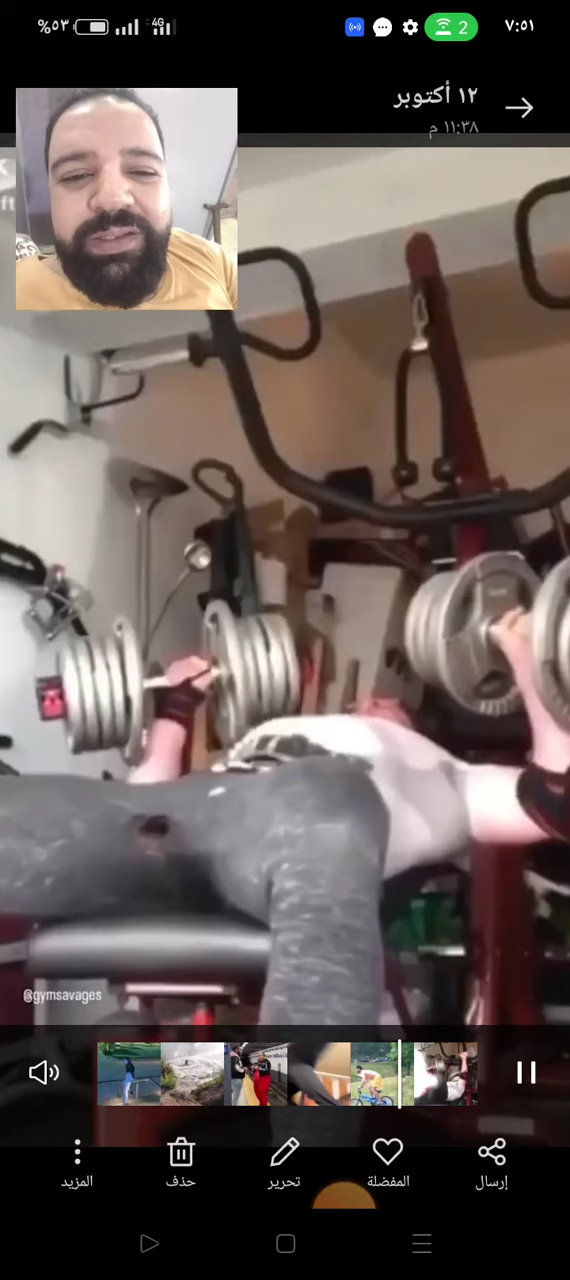 %٥٣
4G
2
٧:٥١
١٢ أكتوبر
١١:٣٨ م
@gymsavages
المزيد
حذف
تحرير
المفضلة
إرسال